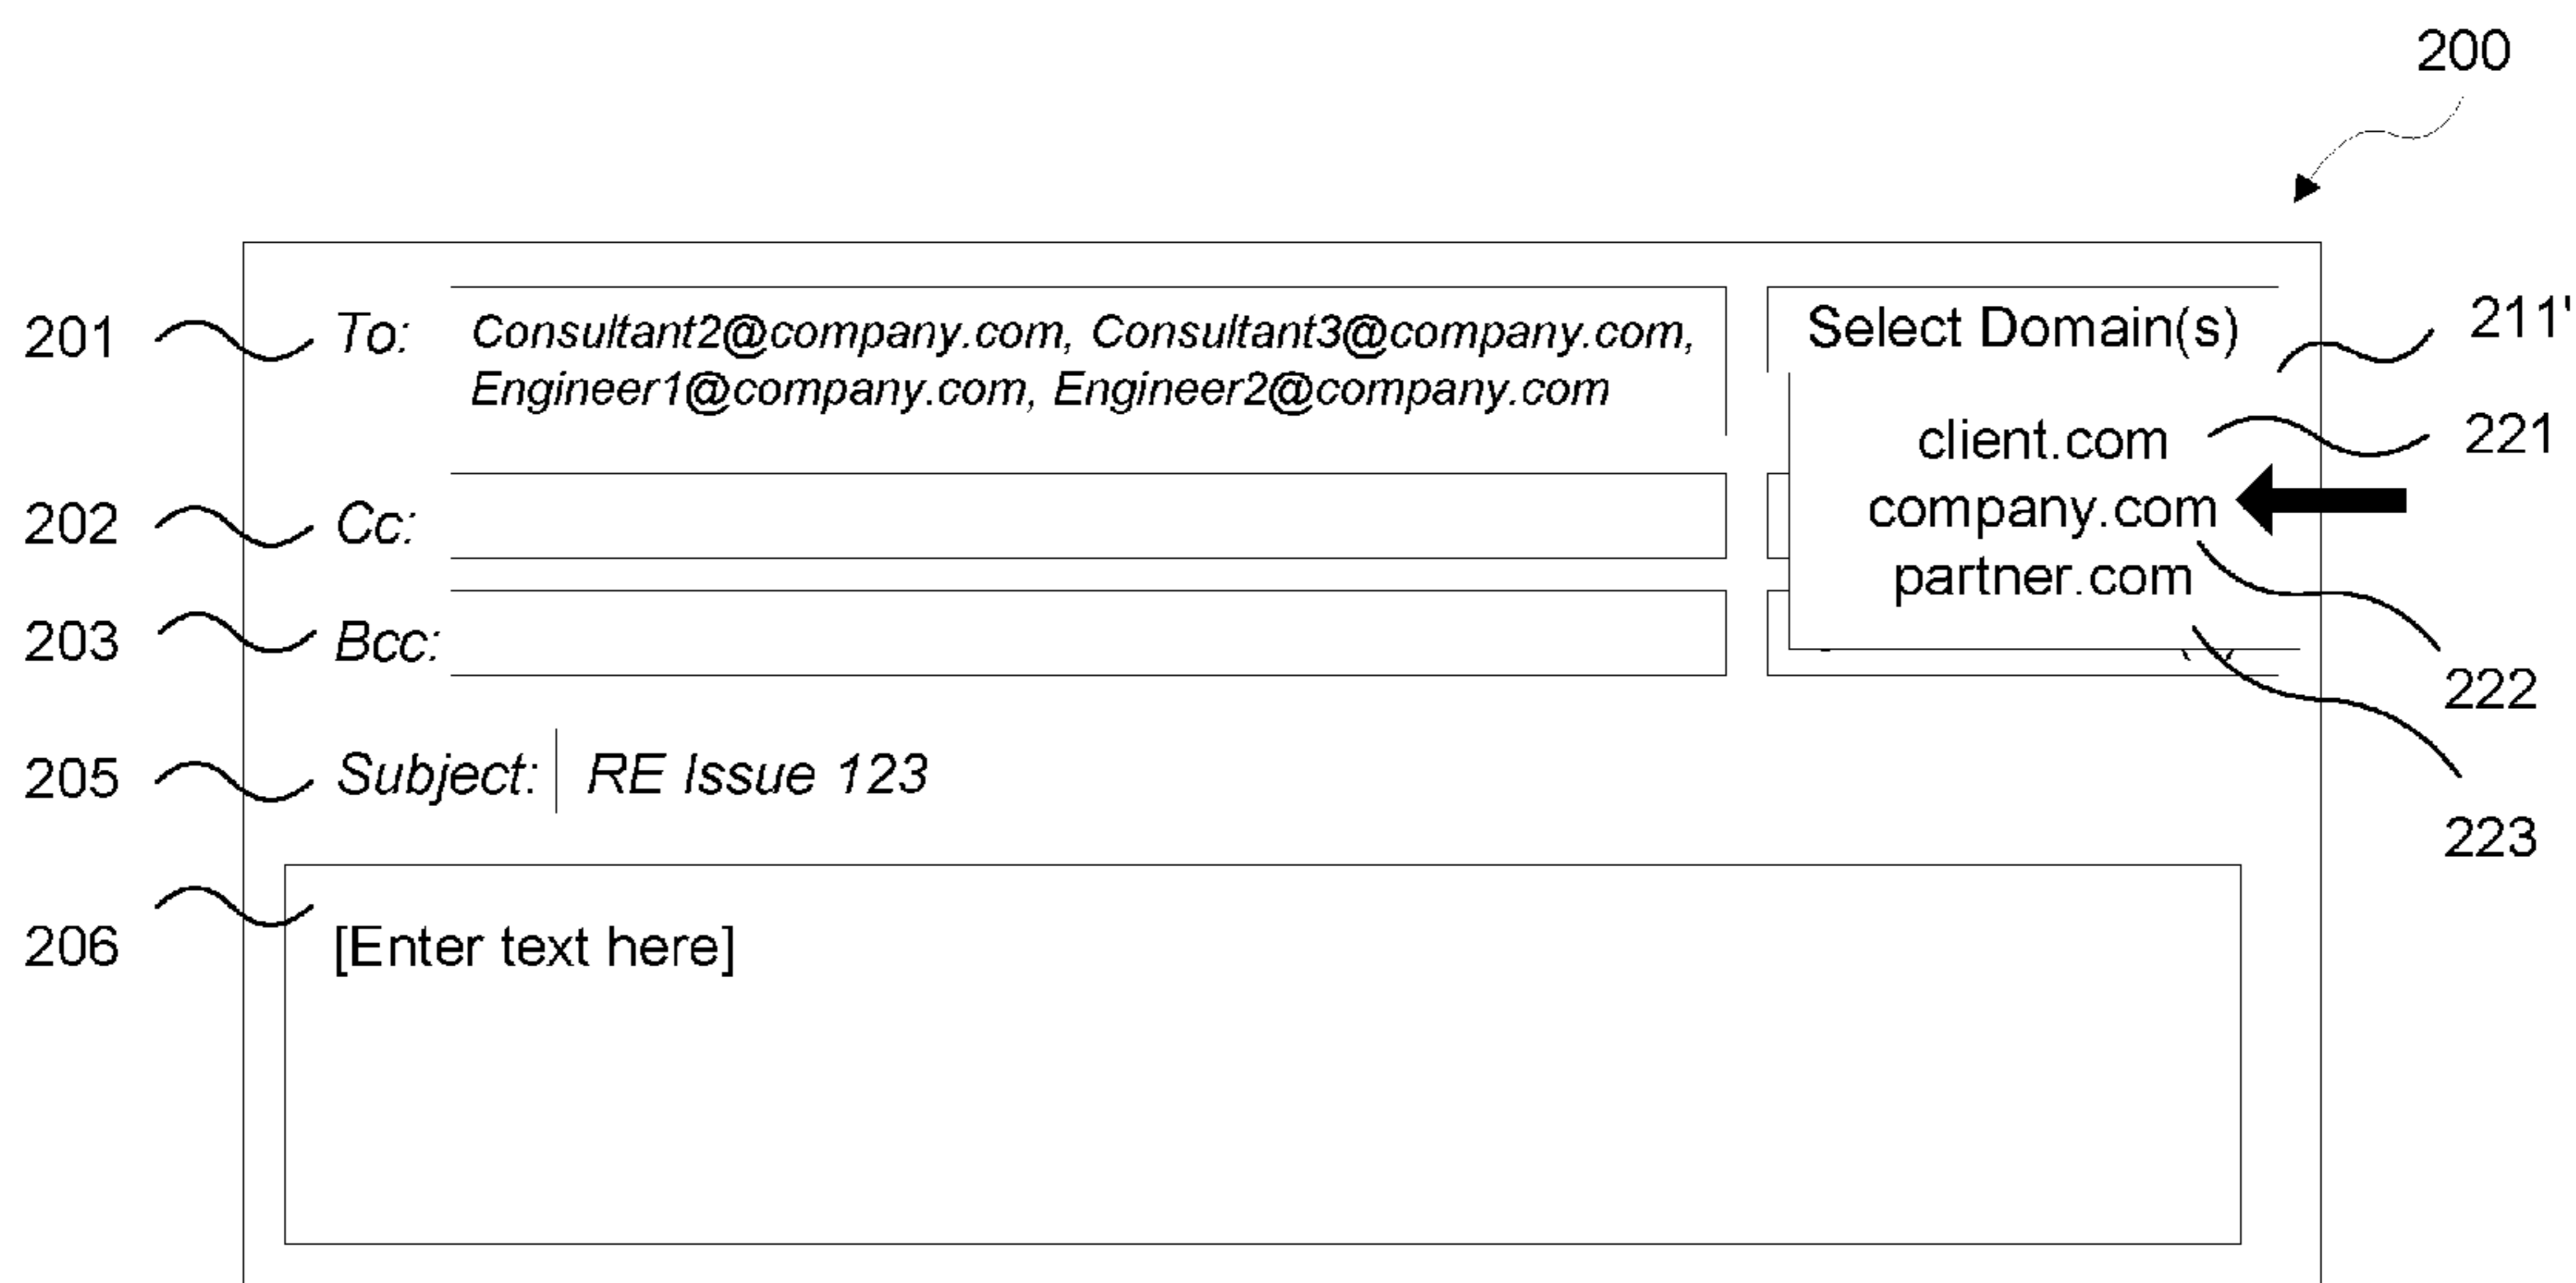 200
201 To: Consultant2@company.com, Consultant3@company.com, Select Domain(s) 211'
Engineer1@company.com, Engineer2@company.com
client.com 221
202 Cc: company.com
partner.com
203 Bcc:
222
205 Subject: RE Issue 123
223
206 [Enter text here]